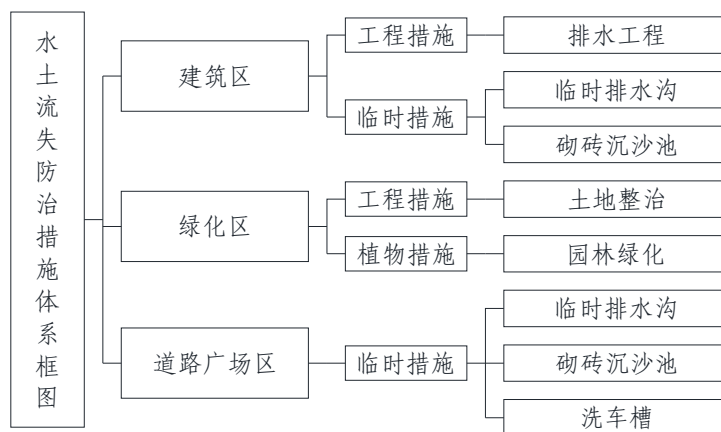 水土流失防治措施体系框图
建筑区
工程措施
排水工程
临时措施
临时排水沟
砌砖沉沙池
绿化区
工程措施
土地整治
植物措施
园林绿化
道路广场区
临时措施
临时排水沟
砌砖沉沙池
洗车槽